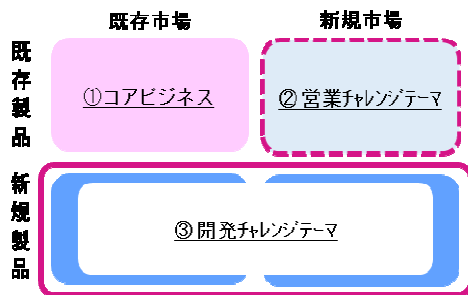 既存市場
新規市場
既存製品
①コアビジネス
②営業チャレンジテーマ
新規製品
③開発チャレンジテーマ